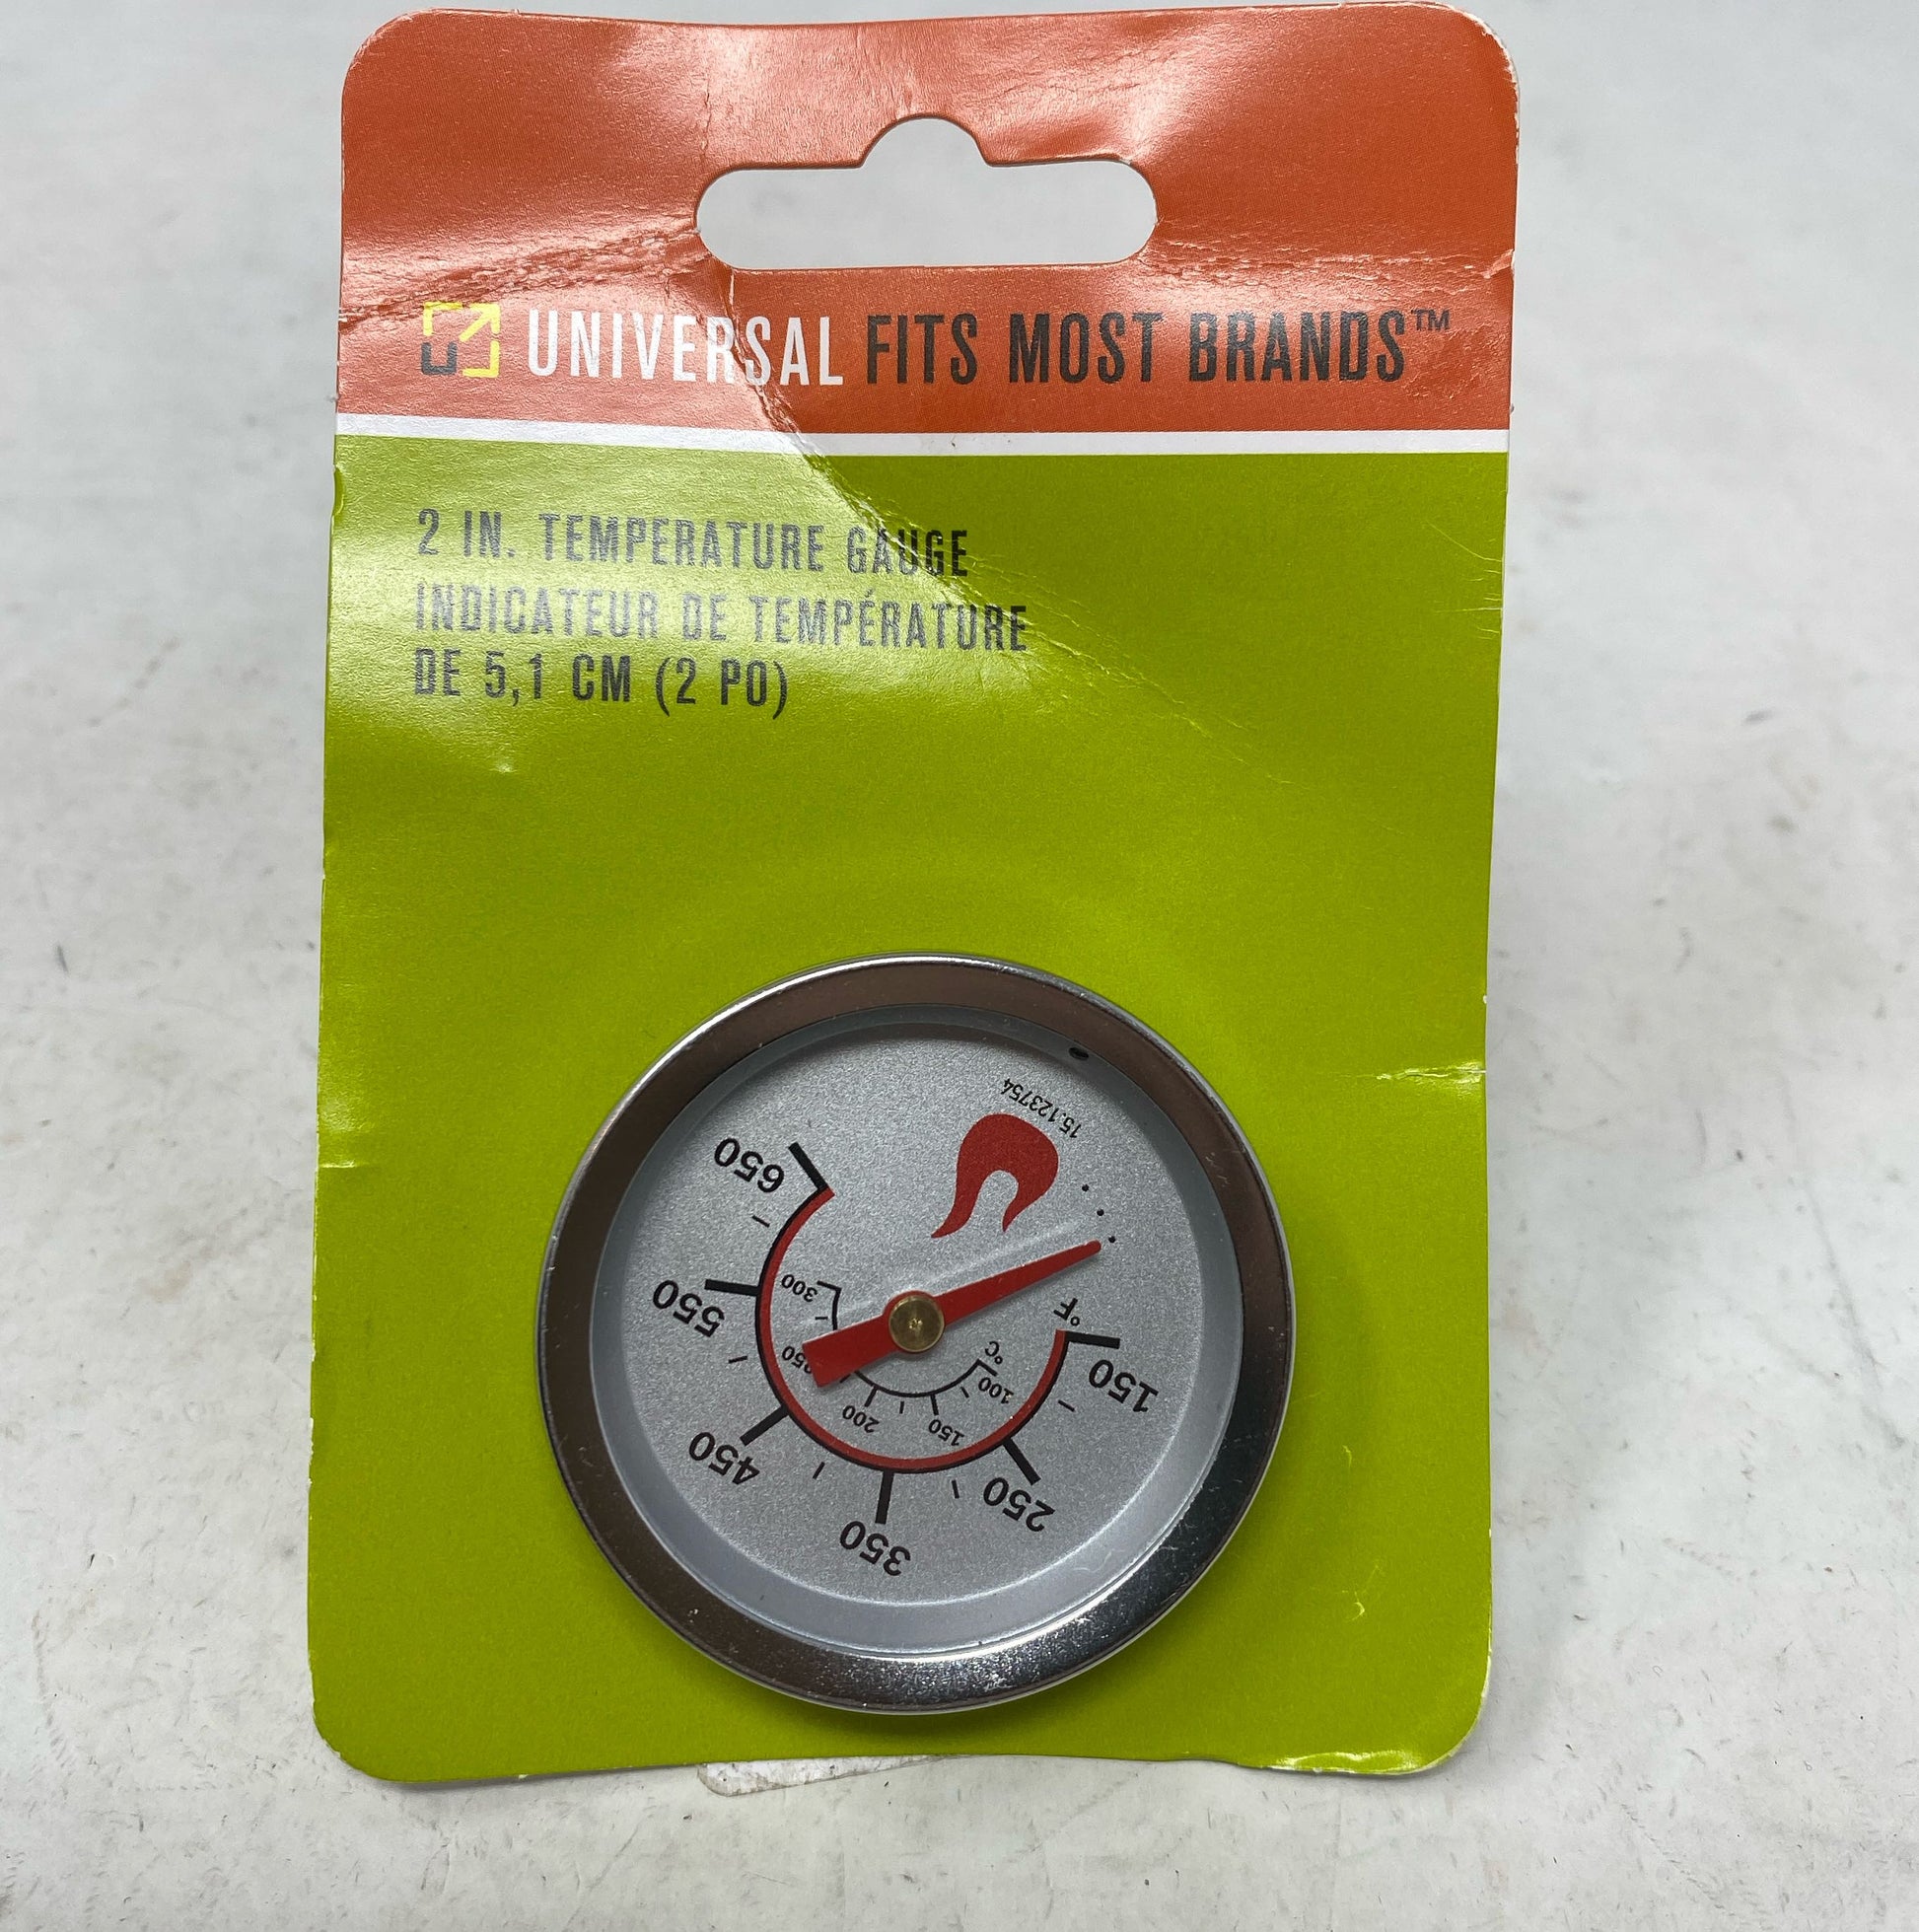 UNIVERSAL FITS MOST BRANDS™
2 IN. TEMPERATURE GAUGE
INDICATEUR DE TEMPÉRATURE
DE 5,1 CM (2 PO)
15.123754
°F
150
250
350
450
550
650
°C
100
150
200
250
300